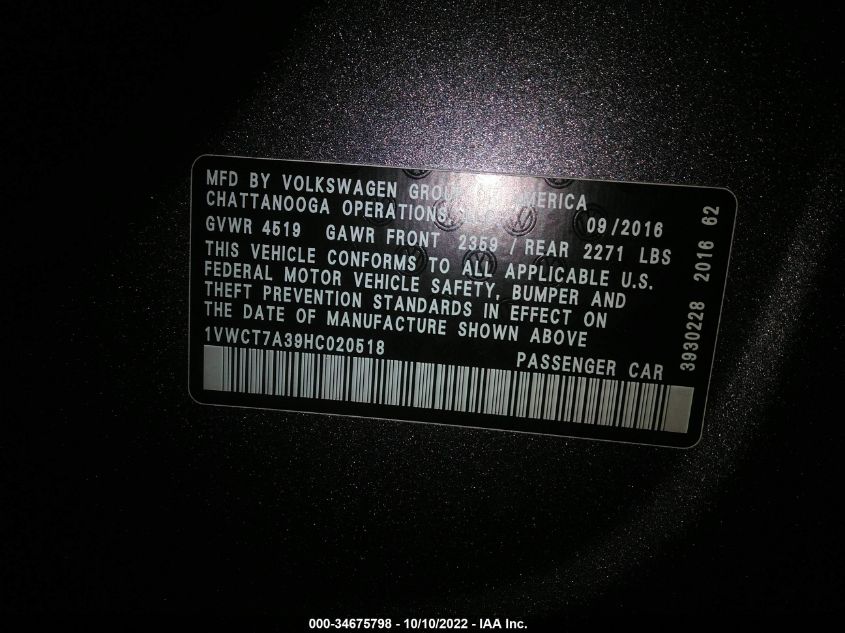 MFD BY VOLKSWAGEN GROUP OF AMERICA
CHATTANOOGA OPERATIONS, LLC 09/2016
GVWR 4519 GAWR FRONT 2359 / REAR 2271 LBS
THIS VEHICLE CONFORMS TO ALL APPLICABLE U.S.
FEDERAL MOTOR VEHICLE SAFETY, BUMPER AND
THEFT PREVENTION STANDARDS IN EFFECT ON
THE DATE OF MANUFACTURE SHOWN ABOVE
1VWCT7A39HC020518
PASSENGER CAR
3930228 2016 62
000-34675798 - 10/10/2022 - IAA Inc.